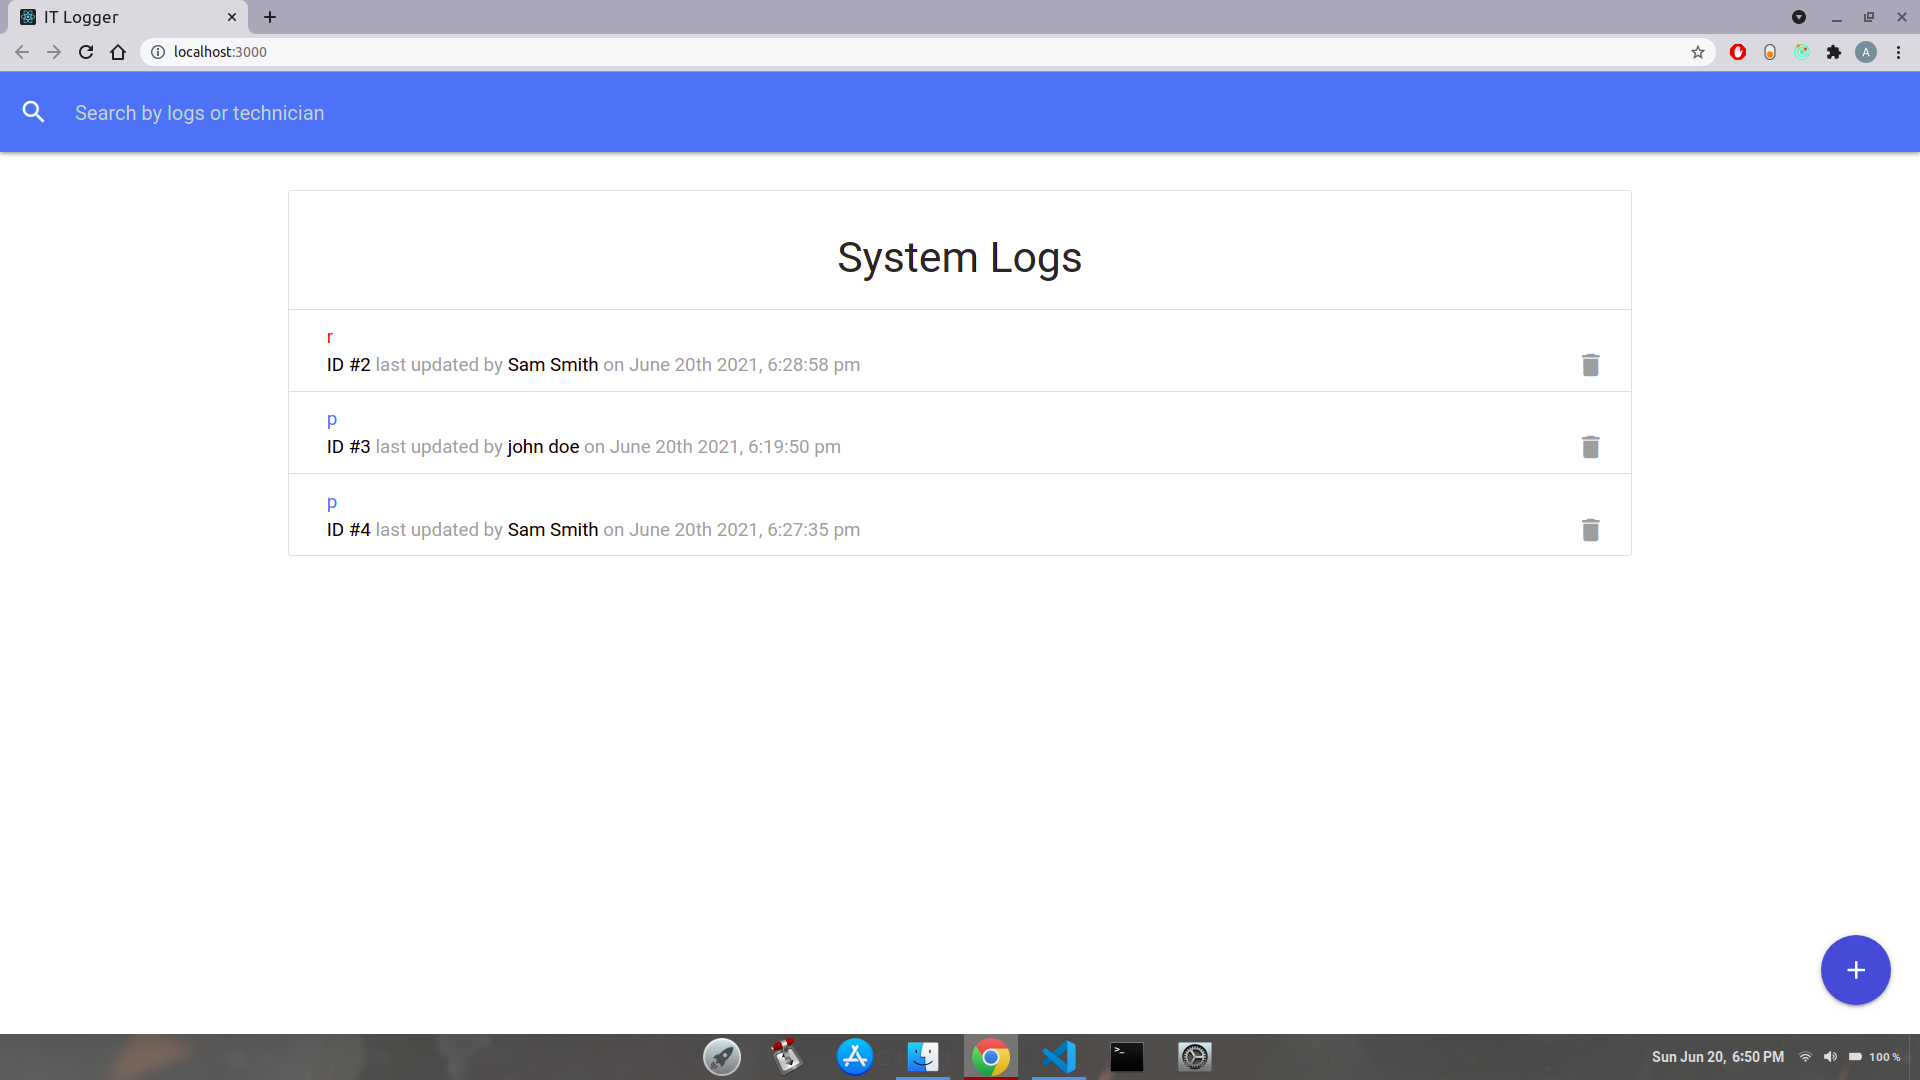 IT Logger
localhost:3000
A
Search by logs or technician
System Logs
r
ID #2 last updated by Sam Smith on June 20th 2021, 6:28:58 pm
p
ID #3 last updated by john doe on June 20th 2021, 6:19:50 pm
p
ID #4 last updated by Sam Smith on June 20th 2021, 6:27:35 pm
Sun Jun 20, 6:50 PM
100 %